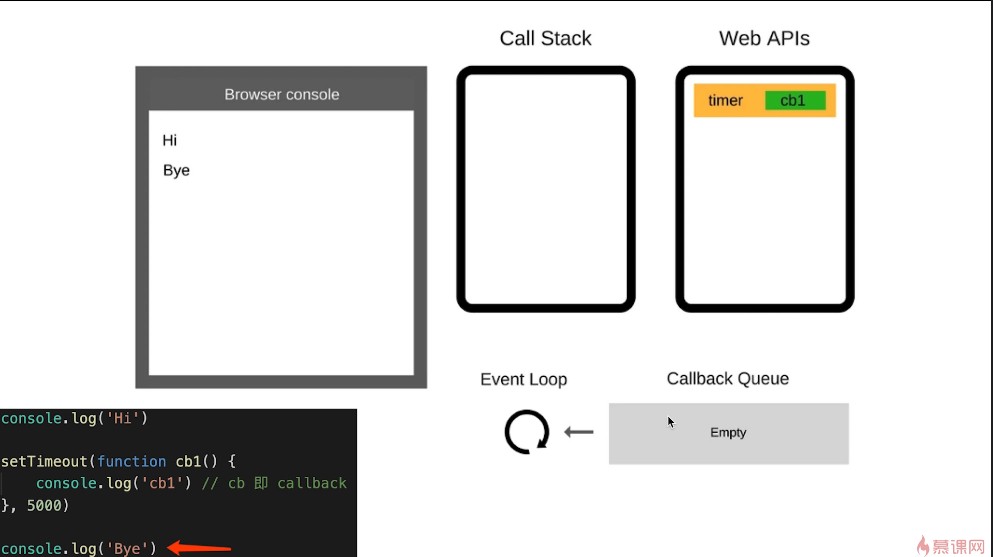 Call Stack
Web APIs
Browser console
timer
cb1
Hi
Bye
Event Loop
Callback Queue
Empty
console.log('Hi')
setTimeout(function cb1() {
console.log('cb1') // cb 即 callback
}, 5000)
console.log('Bye')
慕课网